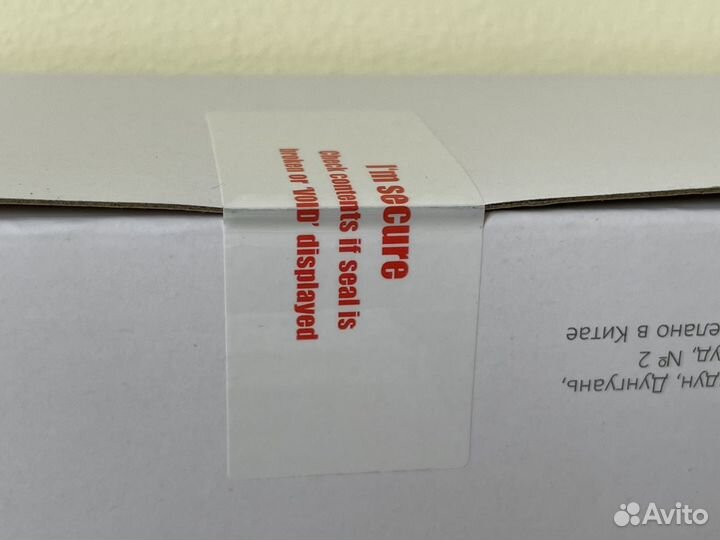 I'm secure
Check contents if seal is
broken or 'VOID' displayed
дун, Дунгуань,
уд, № 2
елано в Китае
Avito